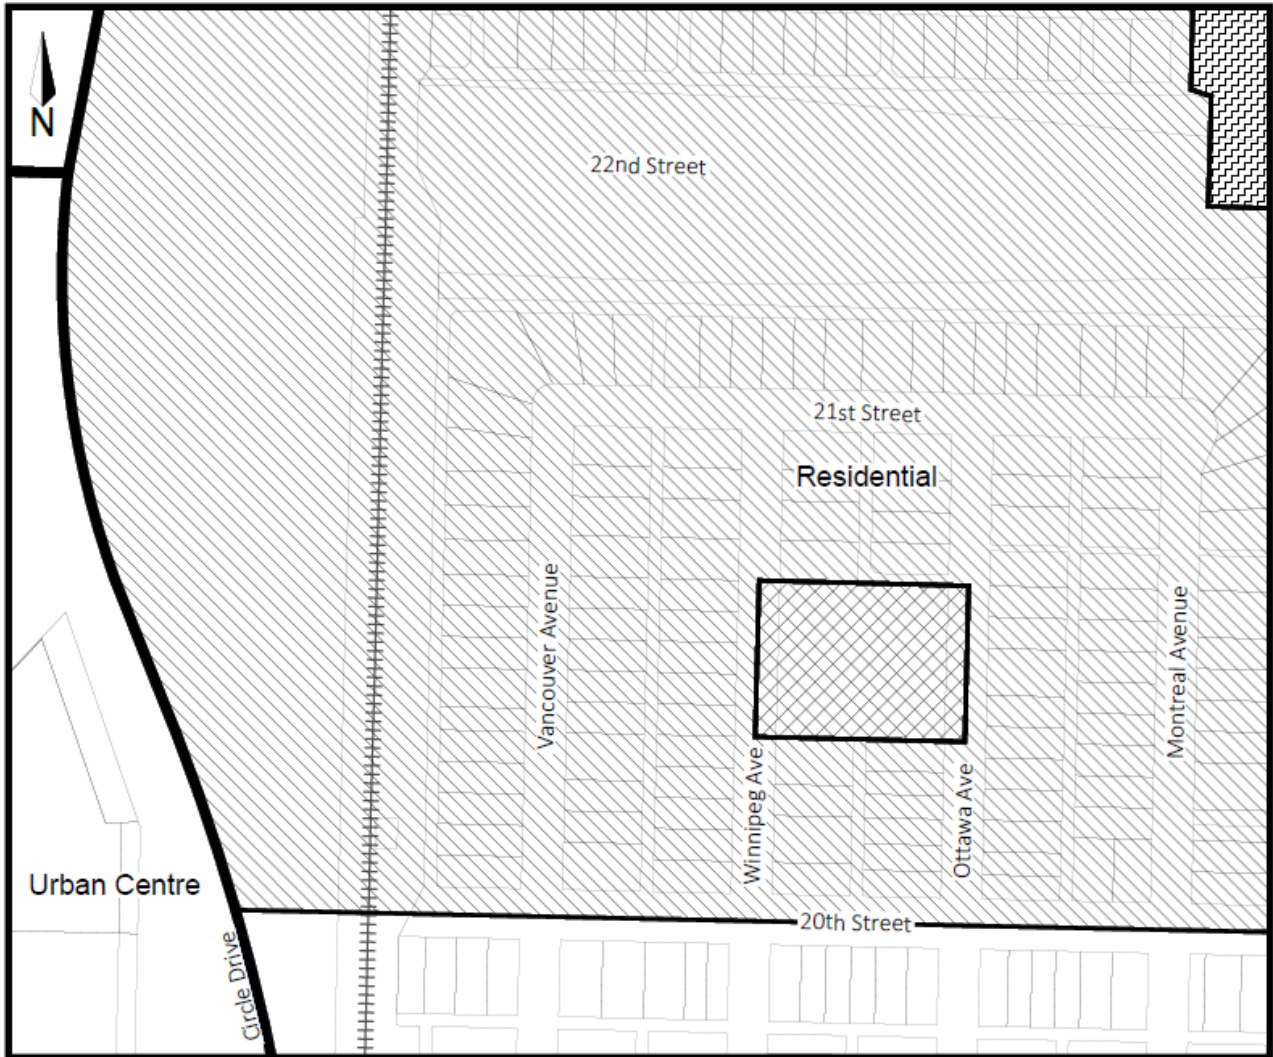 N
22nd Street
21st Street
Residential
Vancouver Avenue
Montreal Avenue
Winnipeg Ave
Ottawa Ave
Urban Centre
20th Street
Circle Drive